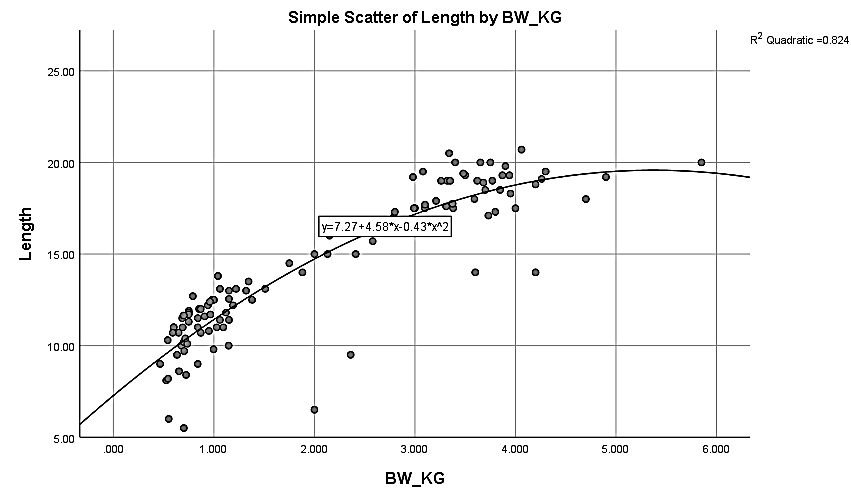 Simple Scatter of Length by BW_KG
R2 Quadratic =0.824
25.00
20.00
15.00
10.00
5.00
Length
y=7.27+4.58*x-0.43*x^2
.000
1.000
2.000
3.000
4.000
5.000
6.000
BW_KG